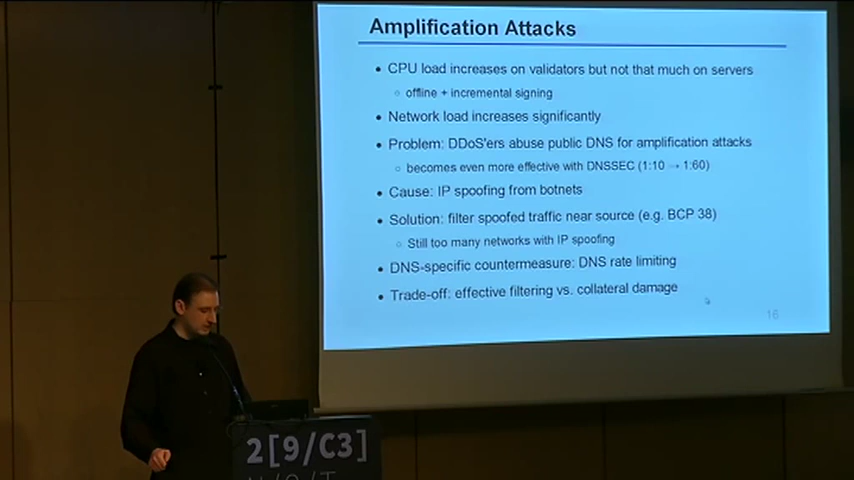 Amplification Attacks
• CPU load increases on validators but not that much on servers
○ offline + incremental signing
• Network load increases significantly
• Problem: DDoS'ers abuse public DNS for amplification attacks
○ becomes even more effective with DNSSEC (1:10 → 1:60)
• Cause: IP spoofing from botnets
• Solution: filter spoofed traffic near source (e.g. BCP 38)
○ Still too many networks with IP spoofing
• DNS-specific countermeasure: DNS rate limiting
• Trade-off: effective filtering vs. collateral damage
16
2[9/C3]